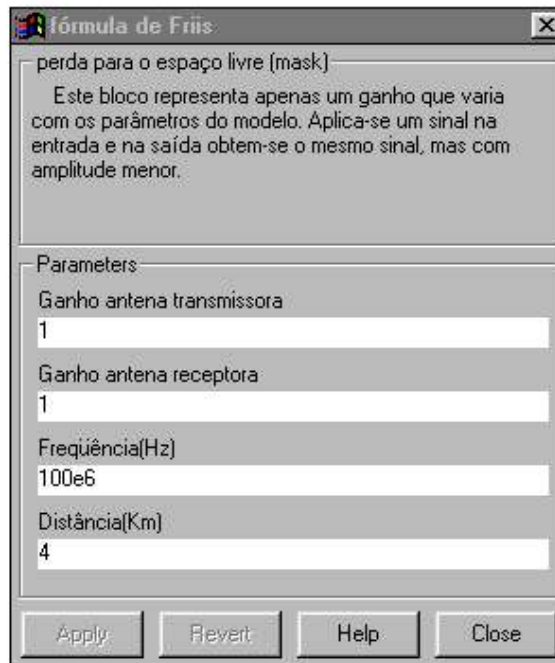 fórmula de Friis
perda para o espaço livre (mask)
Este bloco representa apenas um ganho que varia
com os parâmetros do modelo. Aplica-se um sinal na
entrada e na saída obtem-se o mesmo sinal, mas com
amplitude menor.
Parameters
Ganho antena transmissora
1
Ganho antena receptora
1
Freqüência(Hz)
100e6
Distância(Km)
4
Apply Revert Help Close